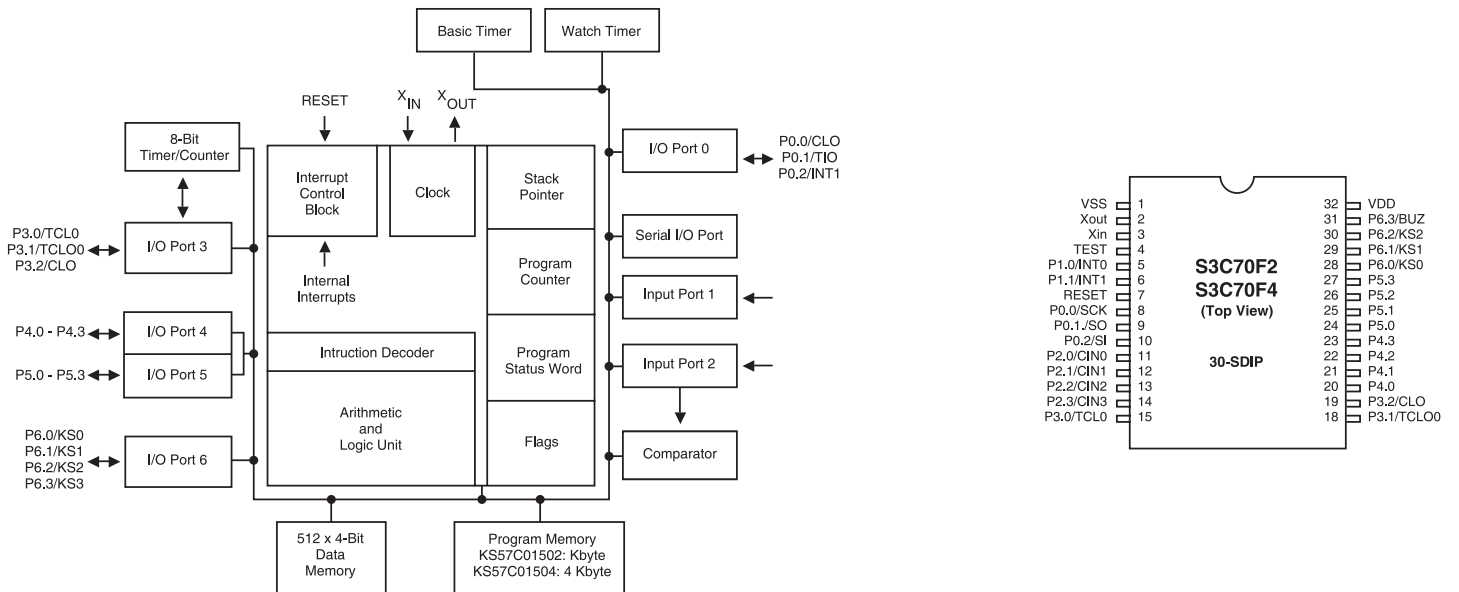 Basic Timer
Watch Timer
RESET
XIN
XOUT
8-Bit
Timer/Counter
Interrupt
Control
Block
Clock
Stack
Pointer
I/O Port 0
P0.0/CLO
P0.1/TIO
P0.2/INT1
P3.0/TCL0
P3.1/TCLO0
P3.2/CLO
I/O Port 3
Internal
Interrupts
Program
Counter
Serial I/O Port
Input Port 1
P4.0 - P4.3
I/O Port 4
P5.0 - P5.3
I/O Port 5
Intruction Decoder
Program
Status Word
Input Port 2
Arithmetic
and
Logic Unit
Flags
Comparator
P6.0/KS0
P6.1/KS1
P6.2/KS2
P6.3/KS3
I/O Port 6
512 x 4-Bit
Data
Memory
Program Memory
KS57C01502: Kbyte
KS57C01504: 4 Kbyte
VSS 1
Xout 2
Xin 3
TEST 4
P1.0/INT0 5
P1.1/INT1 6
RESET 7
P0.0/SCK 8
P0.1./SO 9
P0.2/SI 10
P2.0/CIN0 11
P2.1/CIN1 12
P2.2/CIN2 13
P2.3/CIN3 14
P3.0/TCL0 15
S3C70F2
S3C70F4
(Top View)
30-SDIP
32 VDD
31 P6.3/BUZ
30 P6.2/KS2
29 P6.1/KS1
28 P6.0/KS0
27 P5.3
26 P5.2
25 P5.1
24 P5.0
23 P4.3
22 P4.2
21 P4.1
20 P4.0
19 P3.2/CLO
18 P3.1/TCLO0